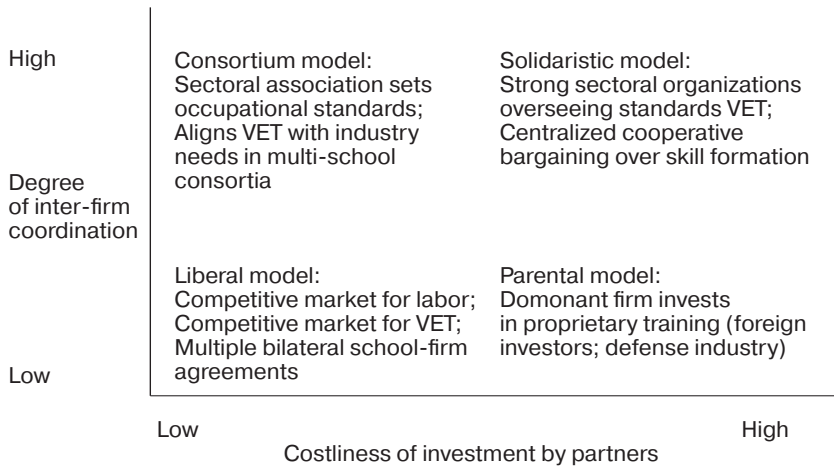 High
Consortium model:
Sectoral association sets
occupational standards;
Aligns VET with industry
needs in multi-school
consortia
Solidaristic model:
Strong sectoral organizations
overseeing standards VET;
Centralized cooperative
bargaining over skill formation
Degree
of inter-firm
coordination
Liberal model:
Competitive market for labor;
Competitive market for VET;
Multiple bilateral school-firm
agreements
Parental model:
Domonant firm invests
in proprietary training (foreign
investors; defense industry)
Low
Low
High
Costliness of investment by partners